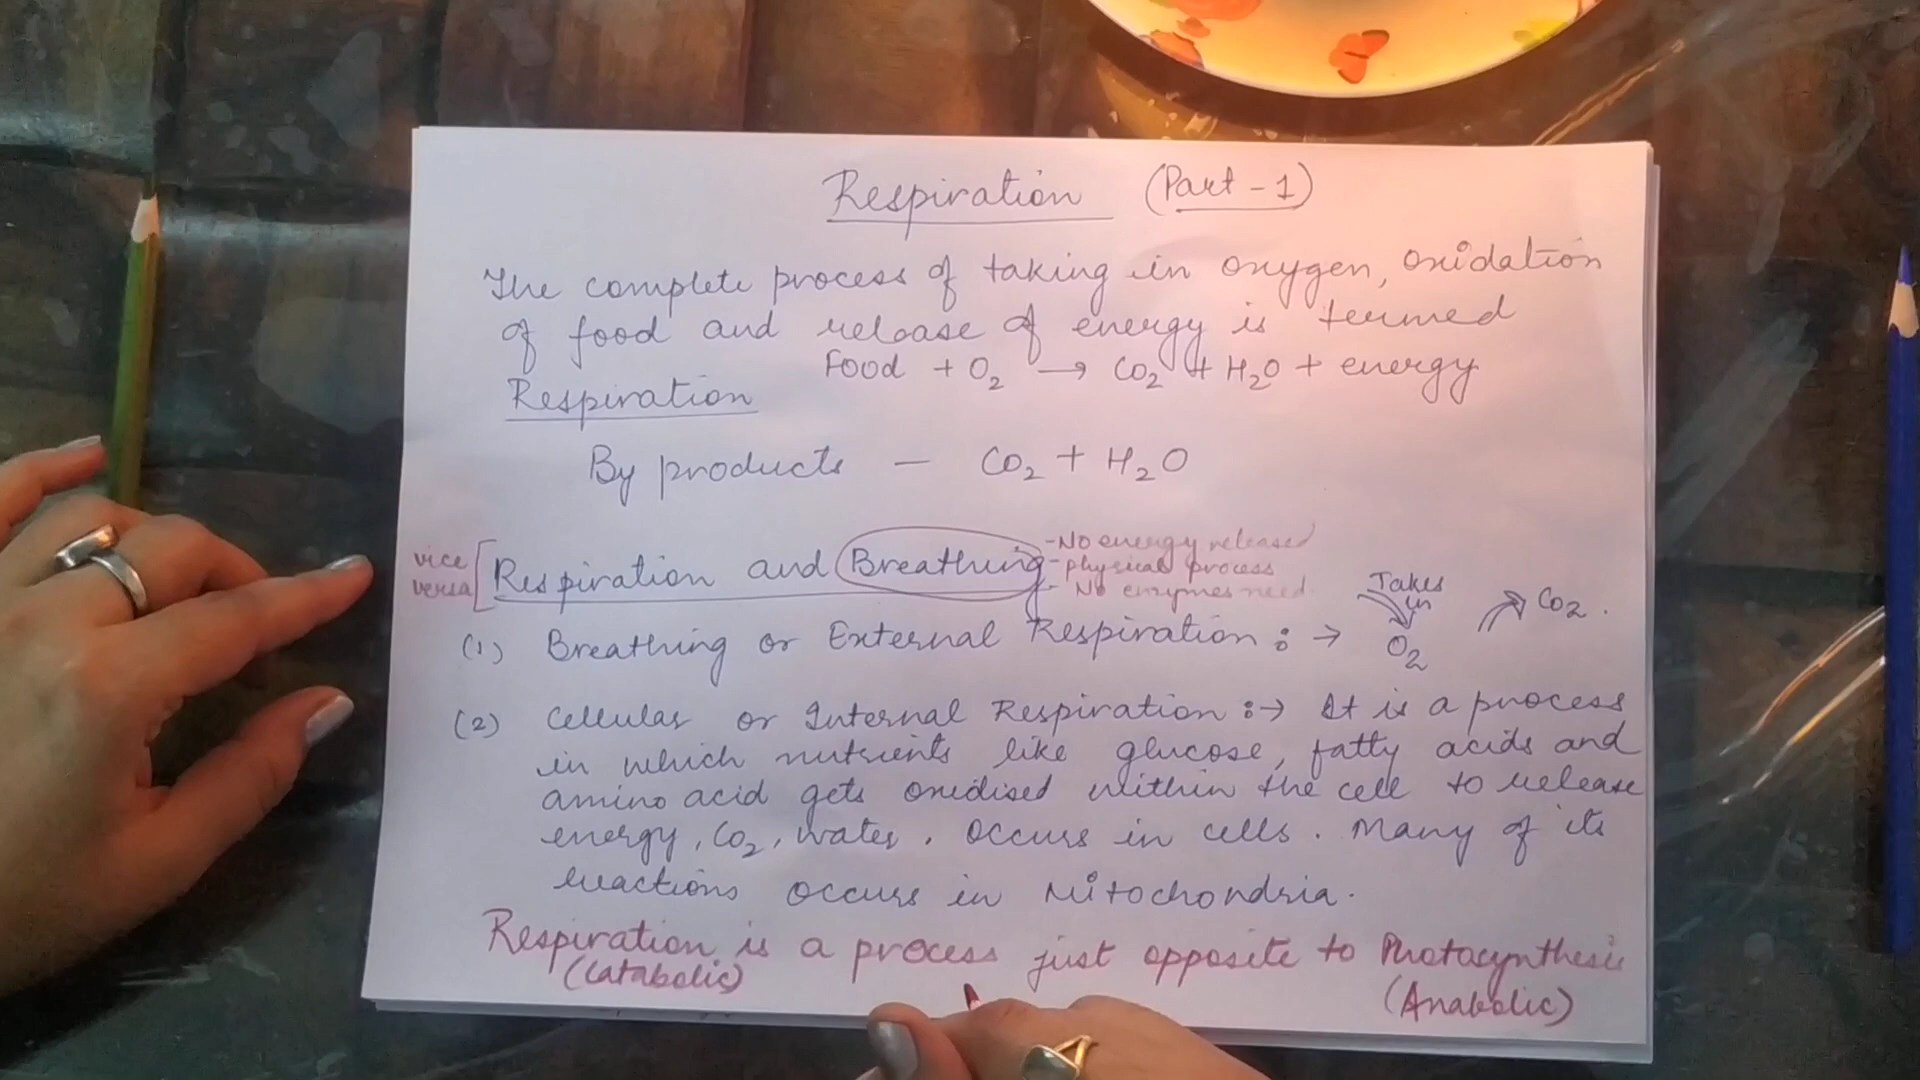 Respiration (Part - 1)
The complete process of taking in oxygen, oxidation
of food and release of energy is termed
Food + O2 → CO2 + H2O + energy
Respiration
By products — CO2 + H2O
vice
versa
Respiration and Breathing
-No energy released
-physical process
- No enzymes need
(1) Breathing or External Respiration :→ Takes in O2 CO2.
(2) Cellular or Internal Respiration :→ It is a process
in which nutrients like glucose, fatty acids and
amino acid gets oxidised within the cell to release
energy, CO2, water. Occurs in cells. Many of its
reactions occurs in Mitochondria.
Respiration is a process just opposite to Photosynthesis
(Catabolic)
(Anabolic)